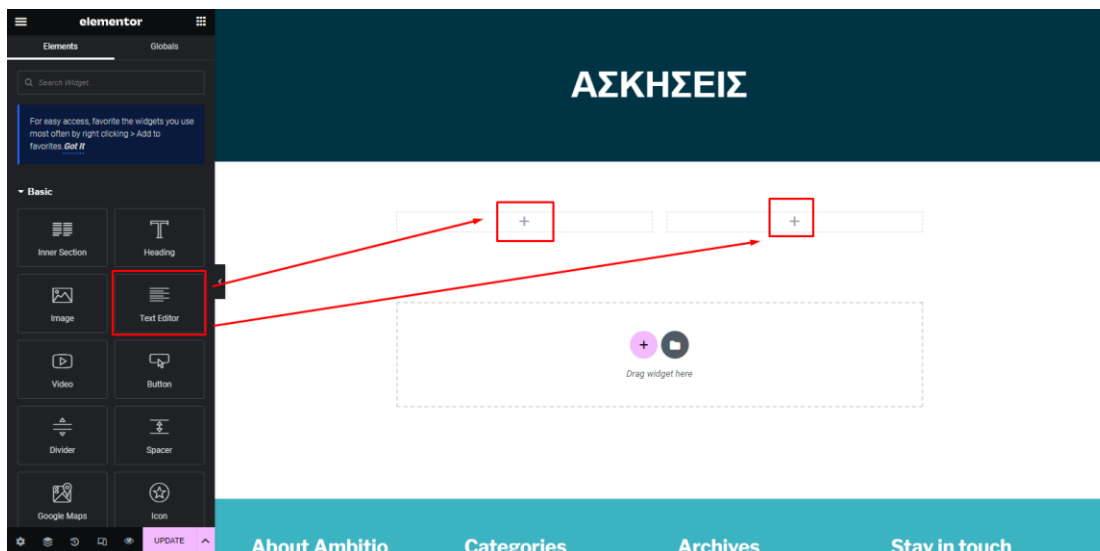 elementor
Elements Globals
Search Widget...
For easy access, favorite the widgets you use
most often by right clicking > Add to
favorites. Got It
Basic
Inner Section Heading
Image Text Editor
Video Button
Divider Spacer
Google Maps Icon
UPDATE
ΑΣΚΗΣΕΙΣ
Drag widget here
About Ambitio Categories Archives Stay in touch